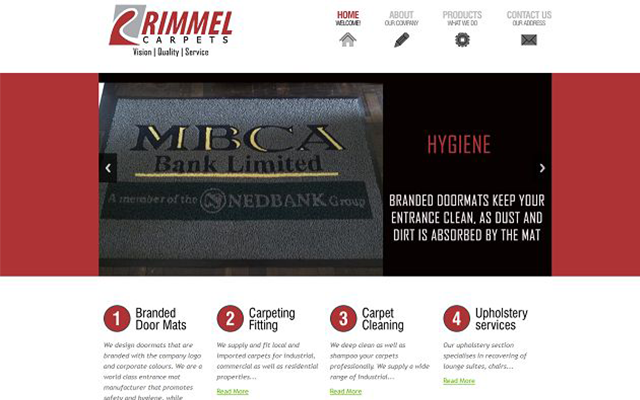 RIMMEL
CARPETS
Vision | Quality | Service
HOME
WELCOME!
ABOUT
OUR COMPANY
PRODUCTS
WHAT WE DO
CONTACT US
OUR ADDRESS
MBCA
Bank Limited
A member of the NEDBANK Group
HYGIENE
BRANDED DOORMATS KEEP YOUR
ENTRANCE CLEAN, AS DUST AND
DIRT IS ABSORBED BY THE MAT
1 Branded
Door Mats
We design doormats that are
branded with the company logo
and corporate colours. We are a
world class entrance mat
manufacturer that promotes
safety and hygiene, while
2 Carpeting
Fitting
We supply and fit local and
imported carpets for industrial,
commercial as well as residential
properties...
Read More
3 Carpet
Cleaning
We deep clean as well as
shampoo your carpets
professionally. We supply a wide
range of Industrial...
Read More
4 Upholstery
services
Our upholstery section
specialises in recovering of
lounge suites, chairs...
Read More